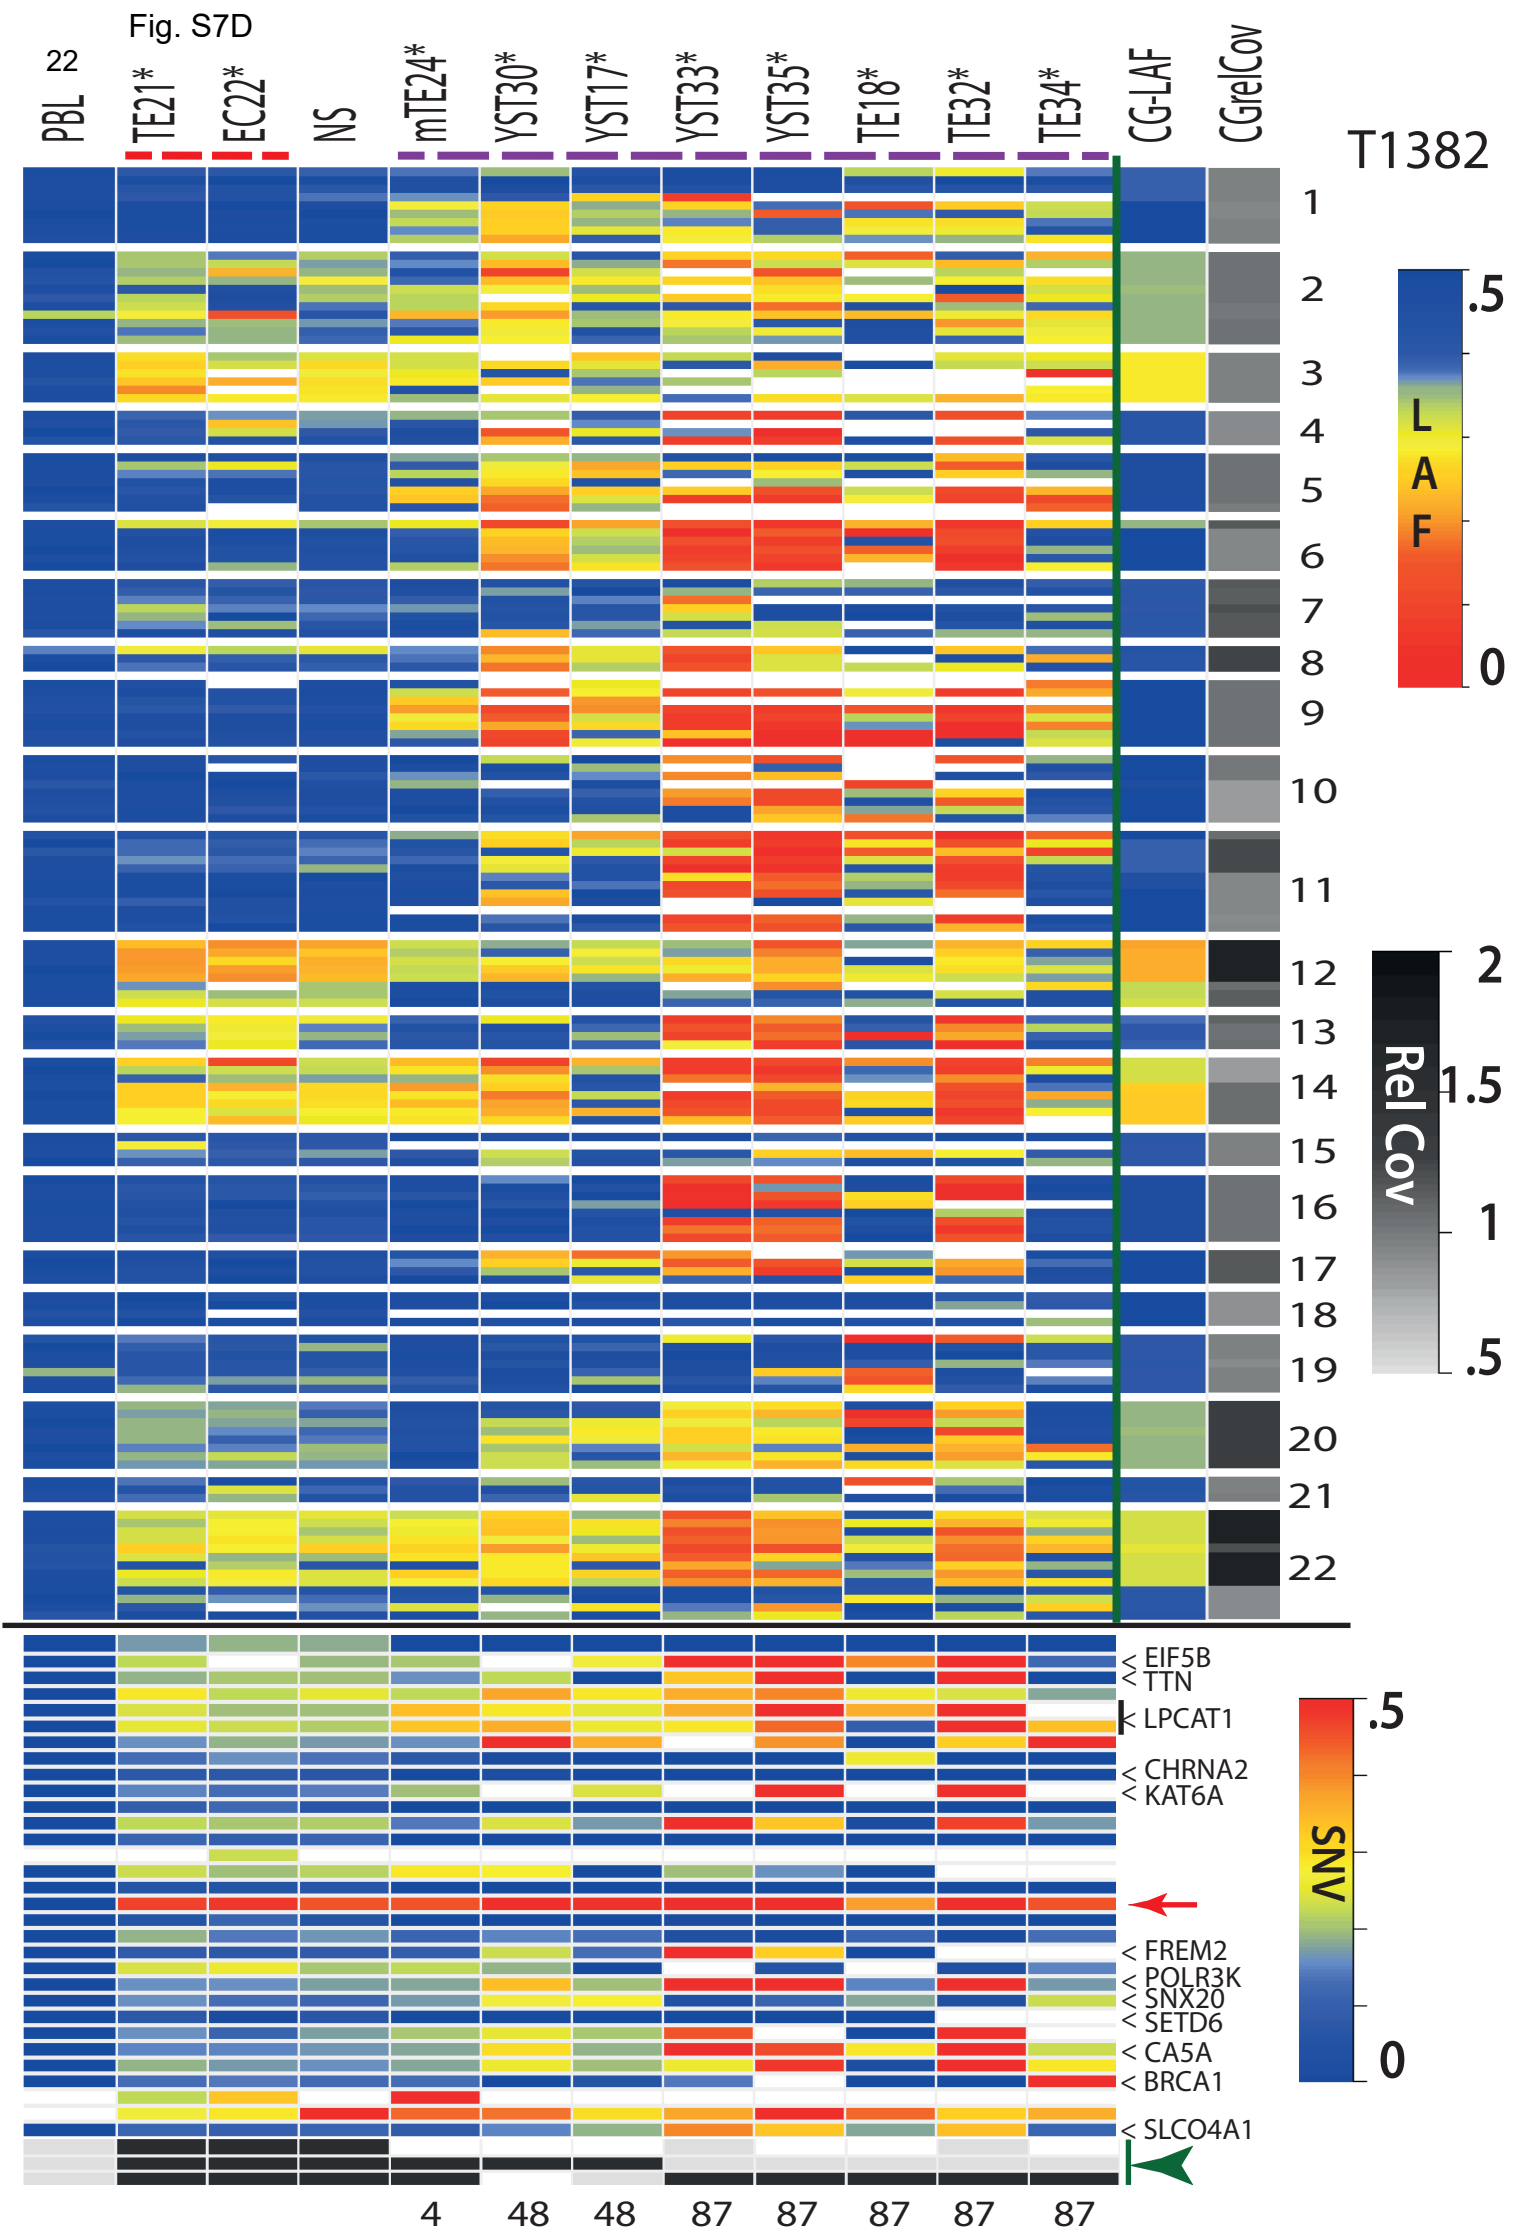 Fig. S7D
22
PBL
TE21*
EC22*
NS
mTE24*
YST30*
YST17*
YST33*
YST35*
TE18*
TE32*
TE34*
CG-LAF
CGrelCov
T1382
1
2
3
4
5
6
7
8
9
10
11
12
13
14
15
16
17
18
19
20
21
22
.5
LAF
0
2
1.5
1
.5
Rel Cov
< EIF5B
< TTN
< LPCAT1
< CHRNA2
< KAT6A
< FREM2
< POLR3K
< SNX20
< SETD6
< CA5A
< BRCA1
< SLCO4A1
.5
SNV
0
4 48 48 87 87 87 87 87